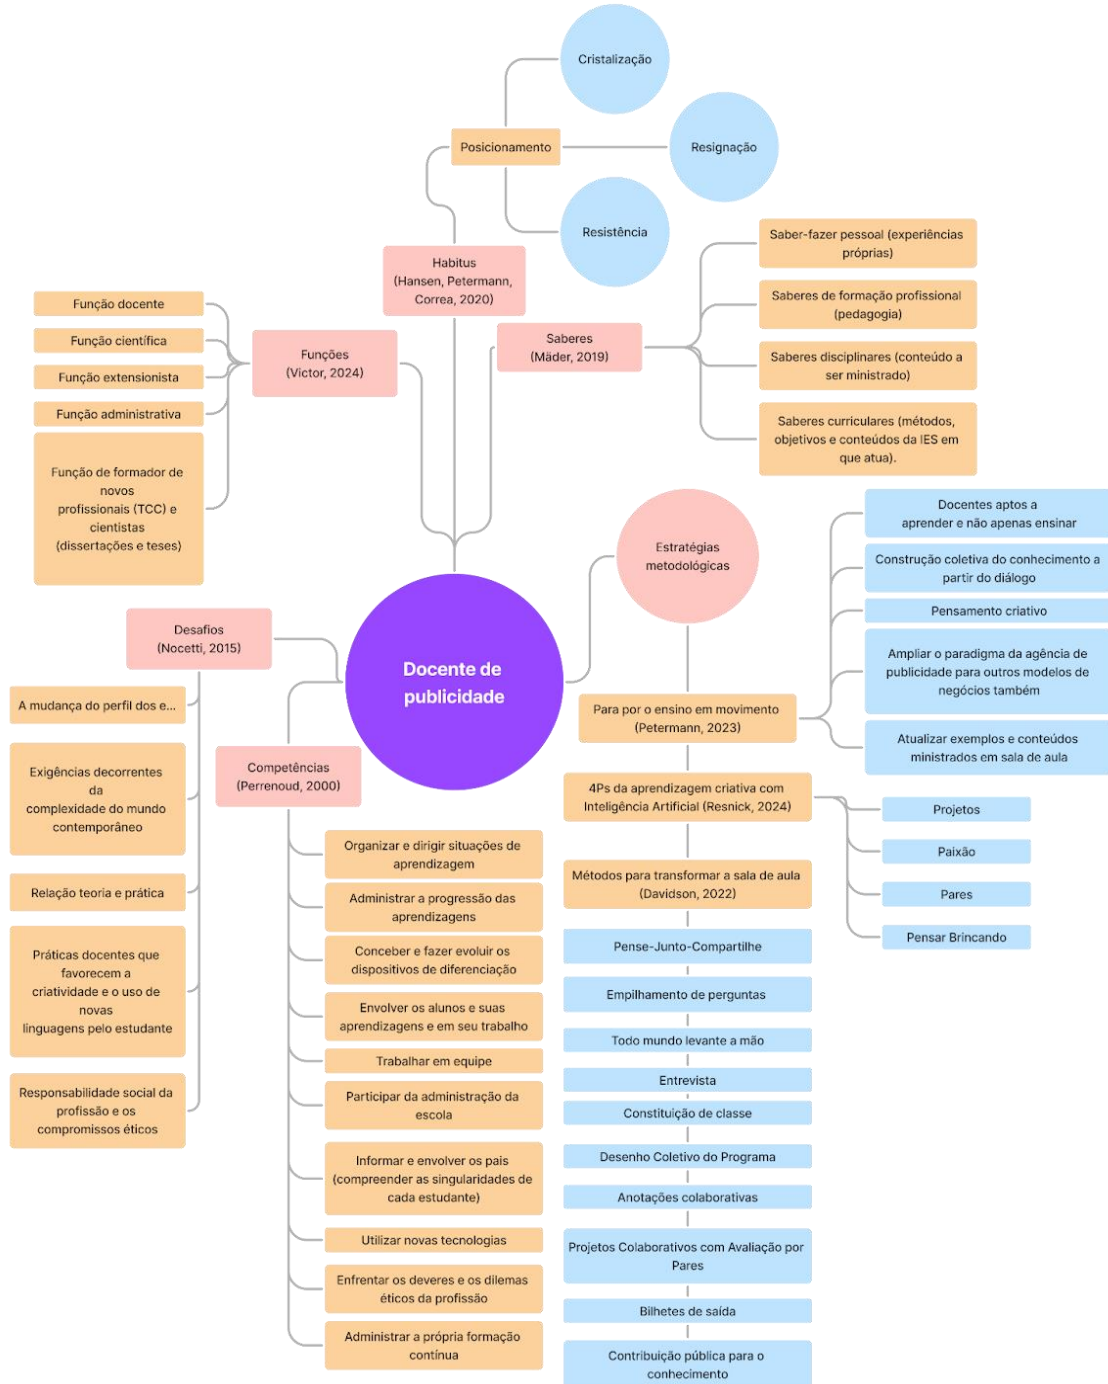 Cristalização
Posicionamento
Resignação
Resistência
Habitus
(Hansen, Petermann,
Correa, 2020)
Saber-fazer pessoal (experiências
próprias)
Saberes de formação profissional
(pedagogia)
Saberes
(Mäder, 2019)
Saberes disciplinares (conteúdo a
ser ministrado)
Saberes curriculares (métodos,
objetivos e conteúdos da IES em
que atua).
Função docente
Função científica
Função extensionista
Função administrativa
Função de formador de
novos
profissionais (TCC) e
cientistas
(dissertações e teses)
Funções
(Victor, 2024)
Estratégias
metodológicas
Docentes aptos a
aprender e não apenas ensinar
Construção coletiva do conhecimento a
partir do diálogo
Pensamento criativo
Ampliar o paradigma da agência de
publicidade para outros modelos de
negócios também
Atualizar exemplos e conteúdos
ministrados em sala de aula
Docente de
publicidade
Desafios
(Nocetti, 2015)
A mudança do perfil dos e...
Exigências decorrentes
da
complexidade do mundo
contemporâneo
Relação teoria e prática
Práticas docentes que
favorecem a
criatividade e o uso de
novas
linguagens pelo estudante
Responsabilidade social da
profissão e os
compromissos éticos
Competências
(Perrenoud, 2000)
Organizar e dirigir situações de
aprendizagem
Administrar a progressão das
aprendizagens
Conceber e fazer evoluir os
dispositivos de diferenciação
Envolver os alunos e suas
aprendizagens e em seu trabalho
Trabalhar em equipe
Participar da administração da
escola
Informar e envolver os pais
(compreender as singularidades de
cada estudante)
Utilizar novas tecnologias
Enfrentar os deveres e os dilemas
éticos da profissão
Administrar a própria formação
contínua
Para por o ensino em movimento
(Petermann, 2023)
4Ps da aprendizagem criativa com
Inteligência Artificial (Resnick, 2024)
Projetos
Paixão
Pares
Pensar Brincando
Métodos para transformar a sala de aula
(Davidson, 2022)
Pense-Junto-Compartilhe
Empilhamento de perguntas
Todo mundo levante a mão
Entrevista
Constituição de classe
Desenho Coletivo do Programa
Anotações colaborativas
Projetos Colaborativos com Avaliação por
Pares
Bilhetes de saída
Contribuição pública para o
conhecimento